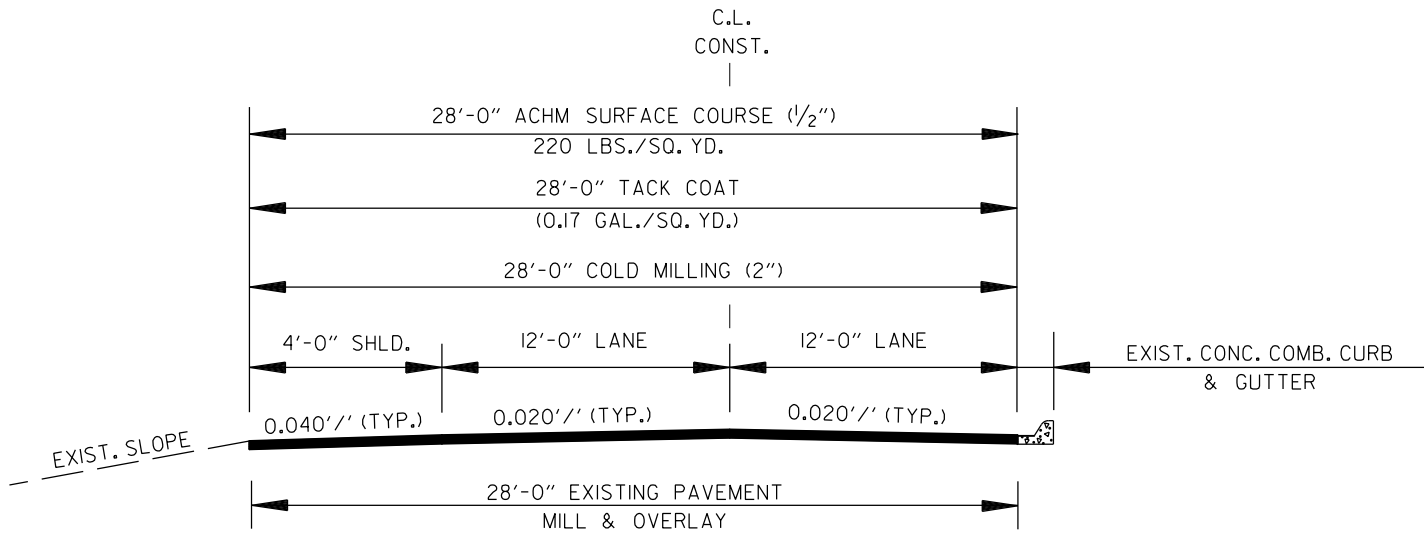 C.L.
CONST.
28'-0" ACHM SURFACE COURSE (1/2")
220 LBS./SQ. YD.
28'-0" TACK COAT
(0.17 GAL./SQ. YD.)
28'-0" COLD MILLING (2")
4'-0" SHLD.
12'-0" LANE
12'-0" LANE
EXIST. CONC. COMB. CURB
& GUTTER
0.040'/' (TYP.)
0.020'/' (TYP.)
0.020'/' (TYP.)
EXIST. SLOPE
28'-0" EXISTING PAVEMENT
MILL & OVERLAY